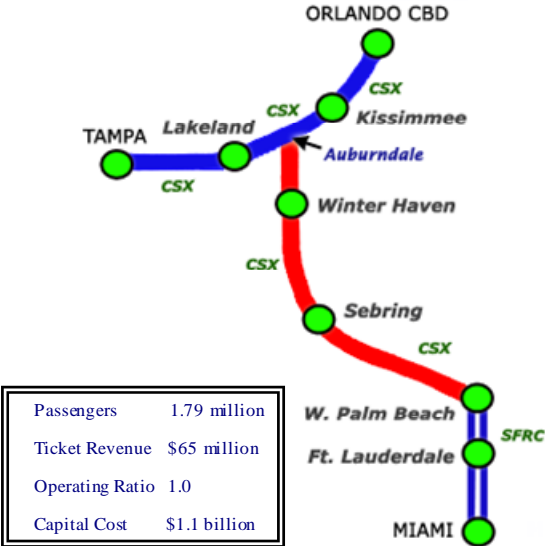 ORLANDO CBD
CSX
CSX
Kissimmee
Lakeland
TAMPA
Auburndale
CSX
Winter Haven
CSX
Sebring
CSX
W. Palm Beach
SFRC
Ft. Lauderdale
MIAMI
Passengers 1.79 million
Ticket Revenue $65 million
Operating Ratio 1.0
Capital Cost $1.1 billion